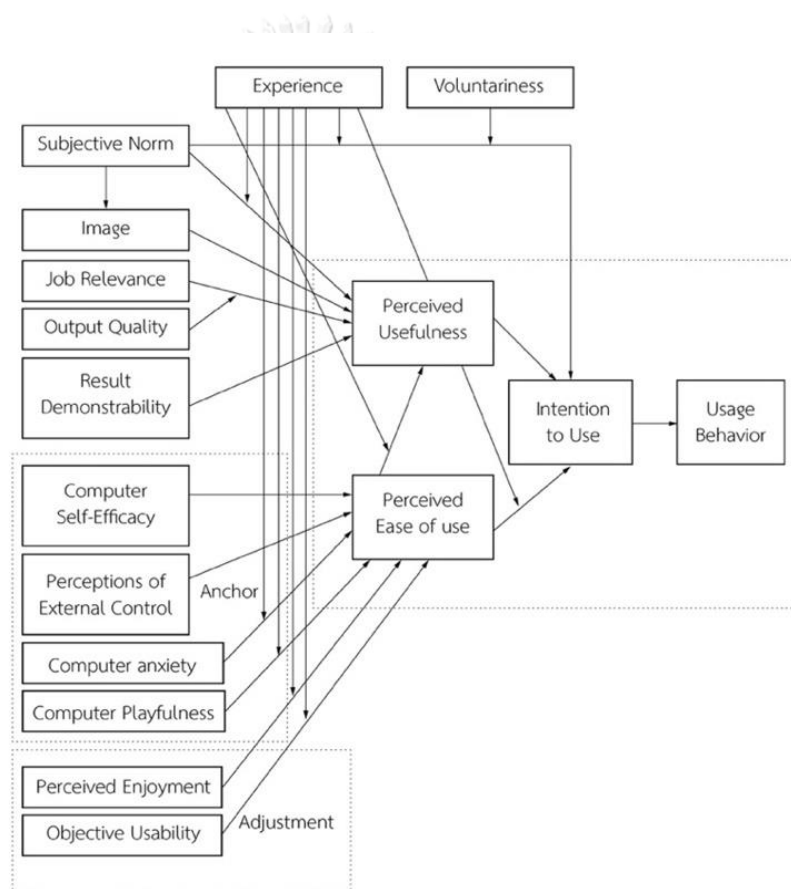 Experience
Voluntariness
Subjective Norm
Image
Job Relevance
Output Quality
Result
Demonstrability
Perceived
Usefulness
Intention
to Use
Usage
Behavior
Computer
Self-Efficacy
Perceived
Ease of use
Perceptions of
External Control
Anchor
Computer anxiety
Computer Playfulness
Perceived Enjoyment
Objective Usability
Adjustment